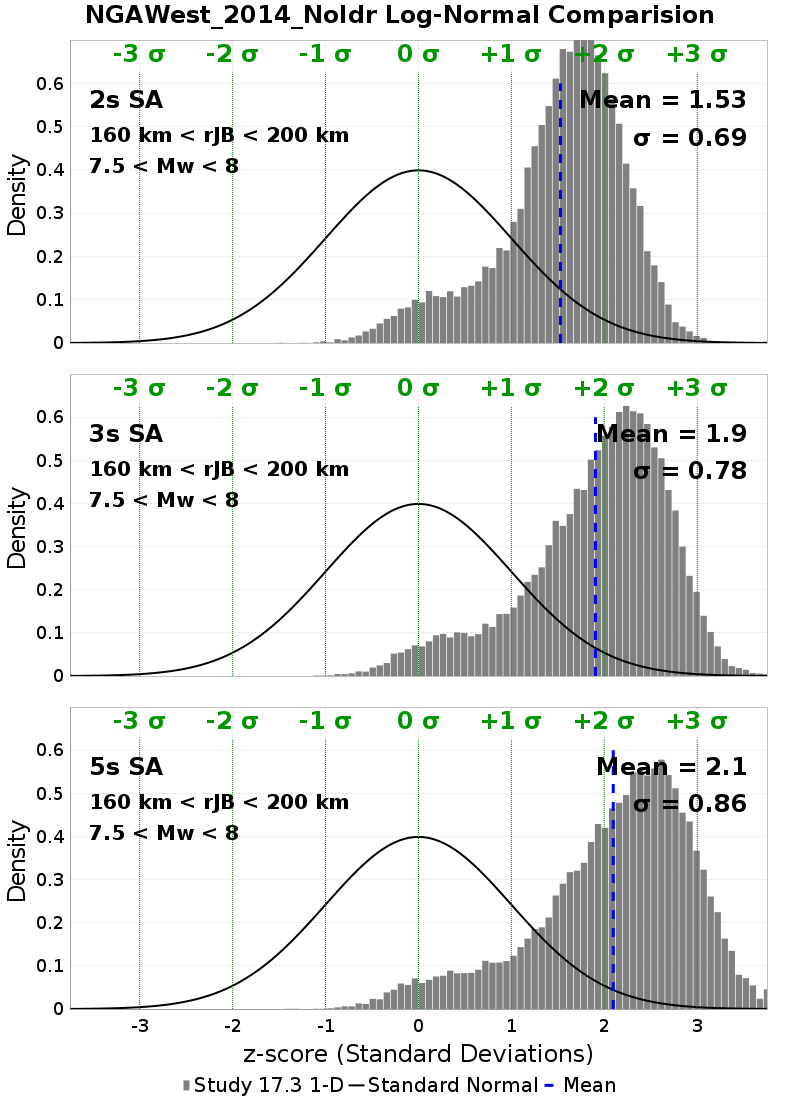 NGAWest_2014_NoIdr Log-Normal Comparision
-3 σ -2 σ -1 σ 0 σ +1 σ +2 σ +3 σ
2s SA
Mean = 1.53
160 km < rJB < 200 km
σ = 0.69
7.5 < Mw < 8
0.6
0.5
0.4
0.3
0.2
0.1
0
Density
-3 σ -2 σ -1 σ 0 σ +1 σ +2 σ +3 σ
3s SA
Mean = 1.9
160 km < rJB < 200 km
σ = 0.78
7.5 < Mw < 8
0.6
0.5
0.4
0.3
0.2
0.1
0
Density
-3 σ -2 σ -1 σ 0 σ +1 σ +2 σ +3 σ
5s SA
Mean = 2.1
160 km < rJB < 200 km
σ = 0.86
7.5 < Mw < 8
0.6
0.5
0.4
0.3
0.2
0.1
0
Density
-3 -2 -1 0 1 2 3
z-score (Standard Deviations)
Study 17.3 1-D Standard Normal Mean